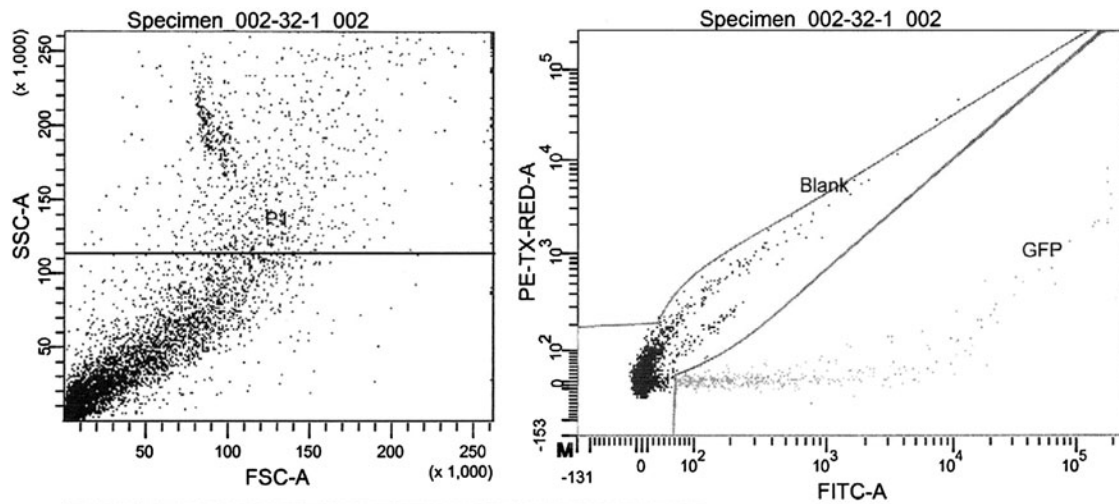 Specimen 002-32-1 002
(x 1,000)
250
200
150
100
50
SSC-A
P1
50 100 150 200 250
(x 1,000)
FSC-A
Specimen 002-32-1 002
PE-TX-RED-A
10^5
10^4
10^3
10^2
0
-153
Blank
GFP
M
-131
0 10^2 10^3 10^4 10^5
FITC-A